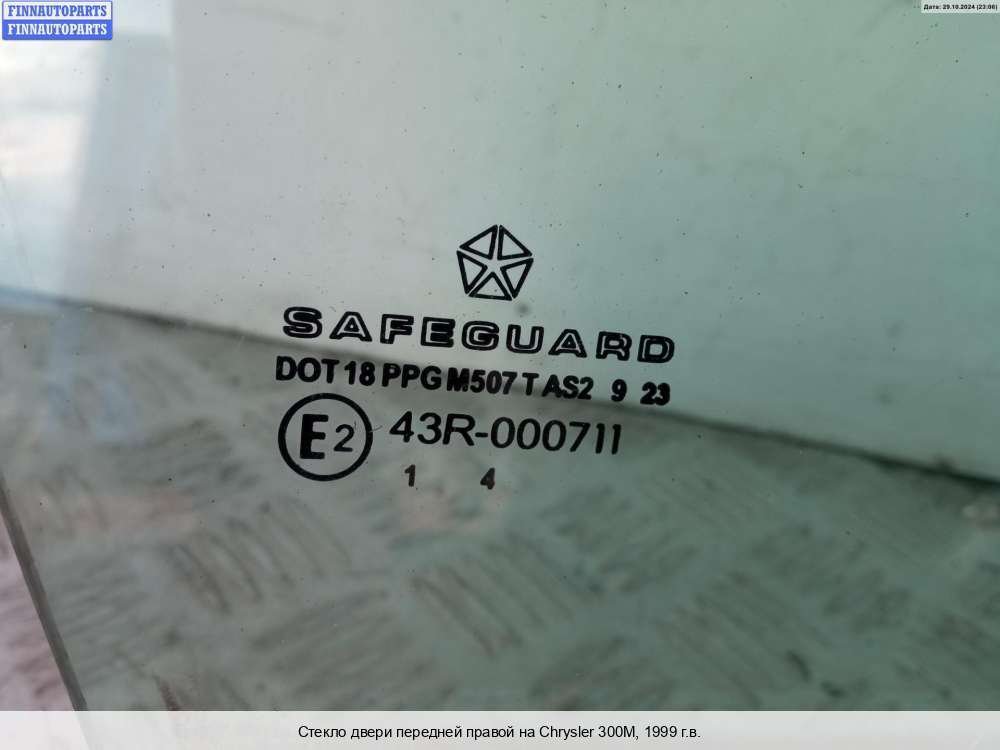 FINNAUTOPARTS
FINNAUTOPARTS
Дата: 29.10.2024 (23:06)
SAFEGUARD
DOT 18 PPG M507 T AS2 9 23
E2 43R-000711
1 4
Стекло двери передней правой на Chrysler 300M, 1999 г.в.